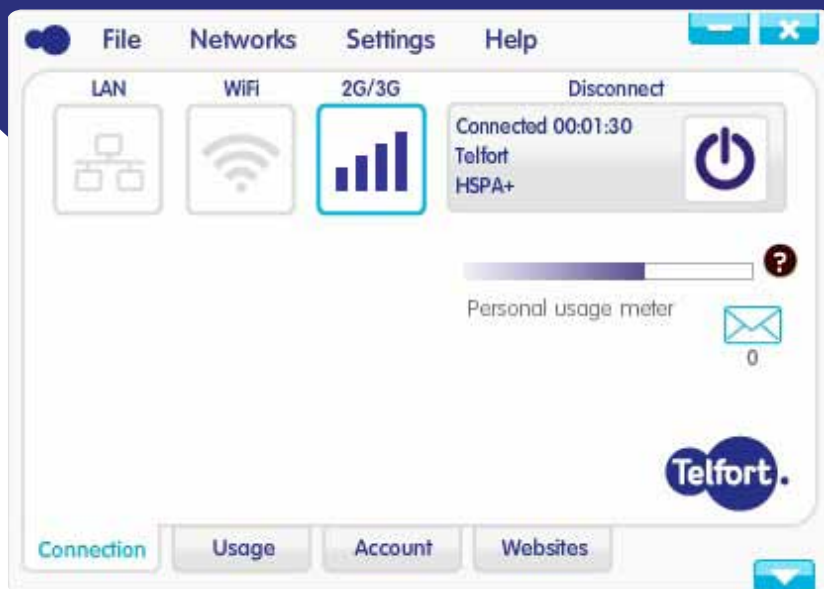 File Networks Settings Help
LAN WiFi 2G/3G Disconnect
Connected 00:01:30
Telfort
HSPA+
?
Personal usage meter
0
Telfort.
Connection Usage Account Websites